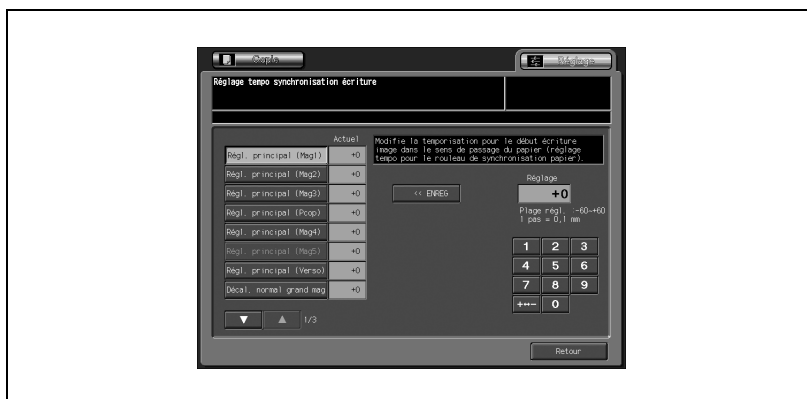 Copie
Réglage
Réglage tempo synchronisation écriture
Actuel
Modifie la temporisation pour le début écriture
image dans le sens de passage du papier (réglage
tempo pour le rouleau de synchronisation papier).
Régl. principal (Mag1) +0
Régl. principal (Mag2) +0
Régl. principal (Mag3) +0
Régl. principal (Pcop) +0
Régl. principal (Mag4) +0
Régl. principal (Mag5) +0
Régl. principal (Verso) +0
Décal. normal grand mag +0
1/3
<< ENREG
Réglage
+0
Plage régl. :-60~+60
1 pas = 0,1 mm
1 2 3
4 5 6
7 8 9
+↔- 0
Retour